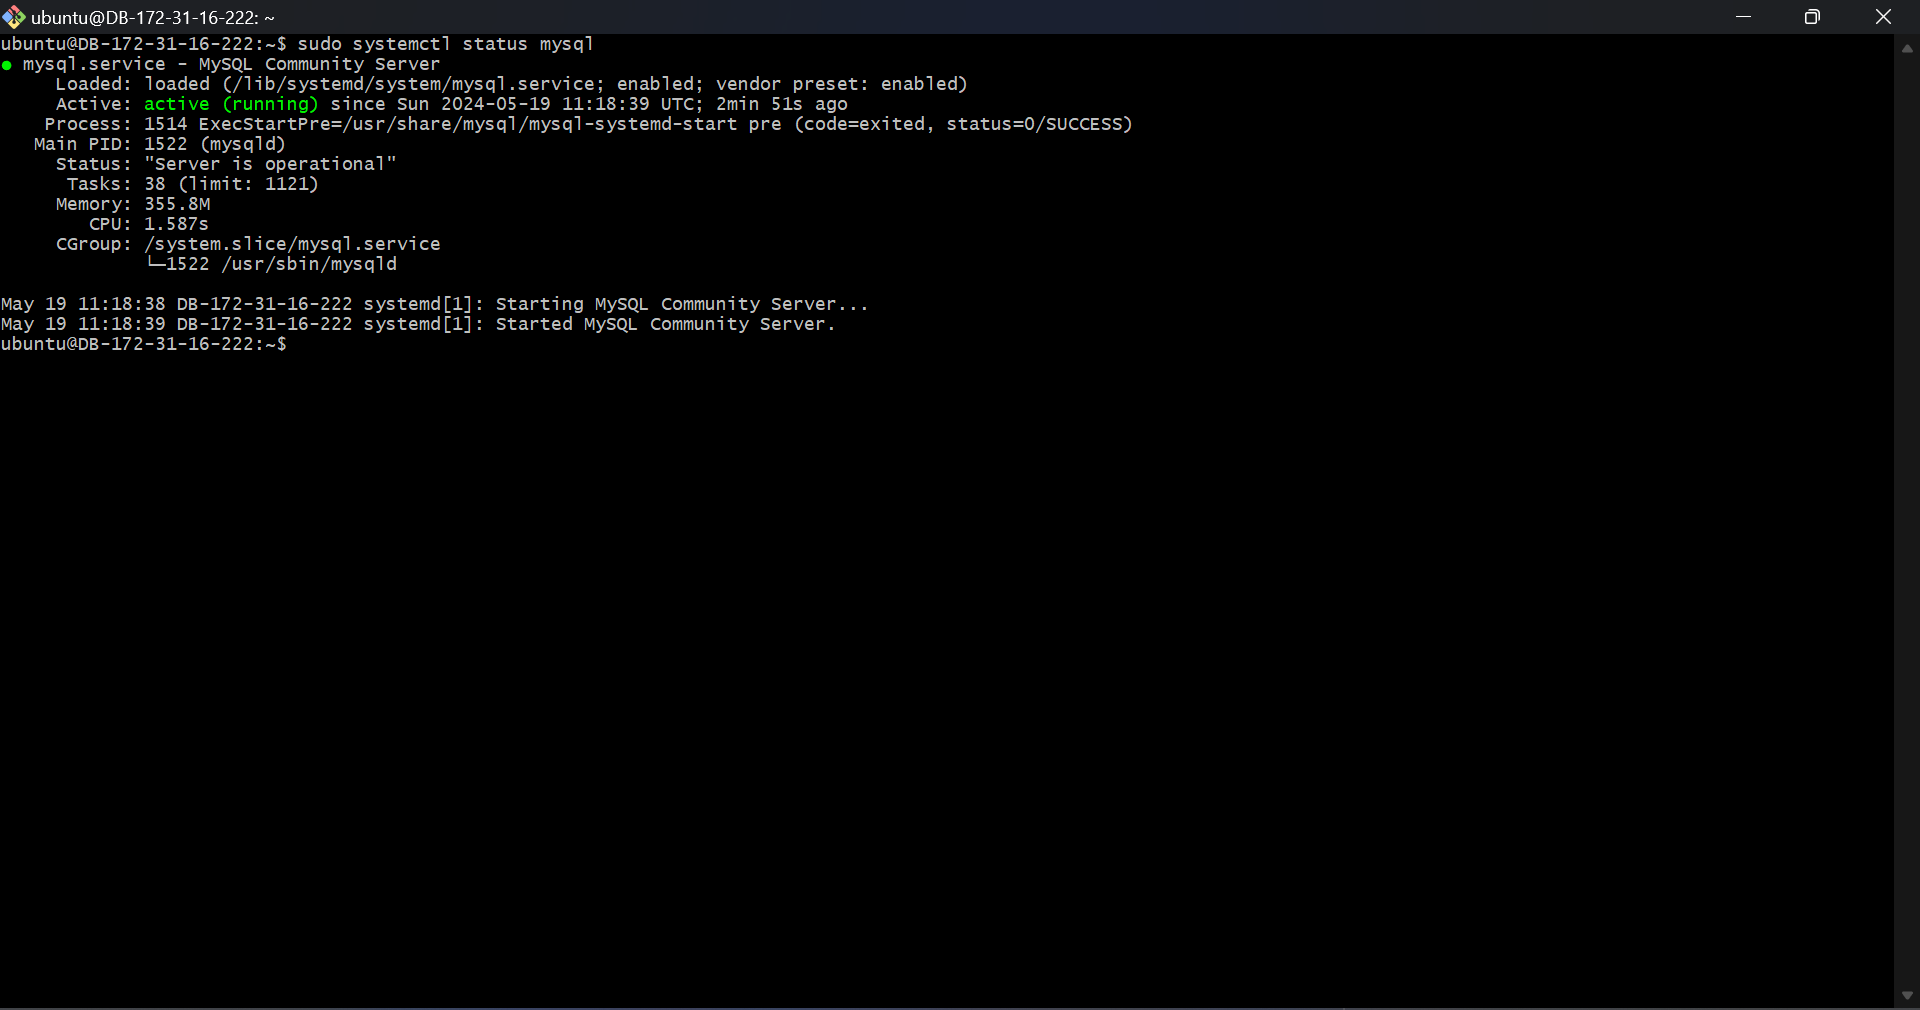 ubuntu@DB-172-31-16-222: ~
ubuntu@DB-172-31-16-222:~$ sudo systemctl status mysql
● mysql.service - MySQL Community Server
     Loaded: loaded (/lib/systemd/system/mysql.service; enabled; vendor preset: enabled)
     Active: active (running) since Sun 2024-05-19 11:18:39 UTC; 2min 51s ago
    Process: 1514 ExecStartPre=/usr/share/mysql/mysql-systemd-start pre (code=exited, status=0/SUCCESS)
   Main PID: 1522 (mysqld)
     Status: "Server is operational"
      Tasks: 38 (limit: 1121)
     Memory: 355.8M
        CPU: 1.587s
     CGroup: /system.slice/mysql.service
             └─1522 /usr/sbin/mysqld
May 19 11:18:38 DB-172-31-16-222 systemd[1]: Starting MySQL Community Server...
May 19 11:18:39 DB-172-31-16-222 systemd[1]: Started MySQL Community Server.
ubuntu@DB-172-31-16-222:~$